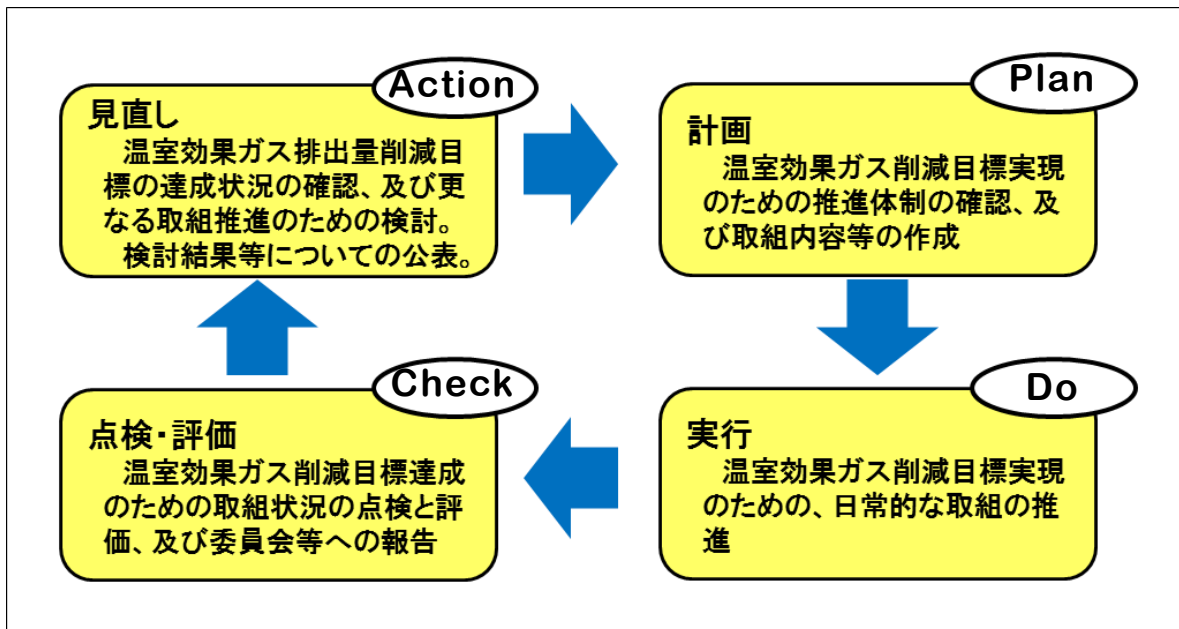 Action
見直し
温室効果ガス排出量削減目
標の達成状況の確認、及び更
なる取組推進のための検討。
検討結果等についての公表。
Plan
計画
温室効果ガス削減目標実現
のための推進体制の確認、及
び取組内容等の作成
Check
点検・評価
温室効果ガス削減目標達成
のための取組状況の点検と評
価、及び委員会等への報告
Do
実行
温室効果ガス削減目標実現
のための、日常的な取組の推
進